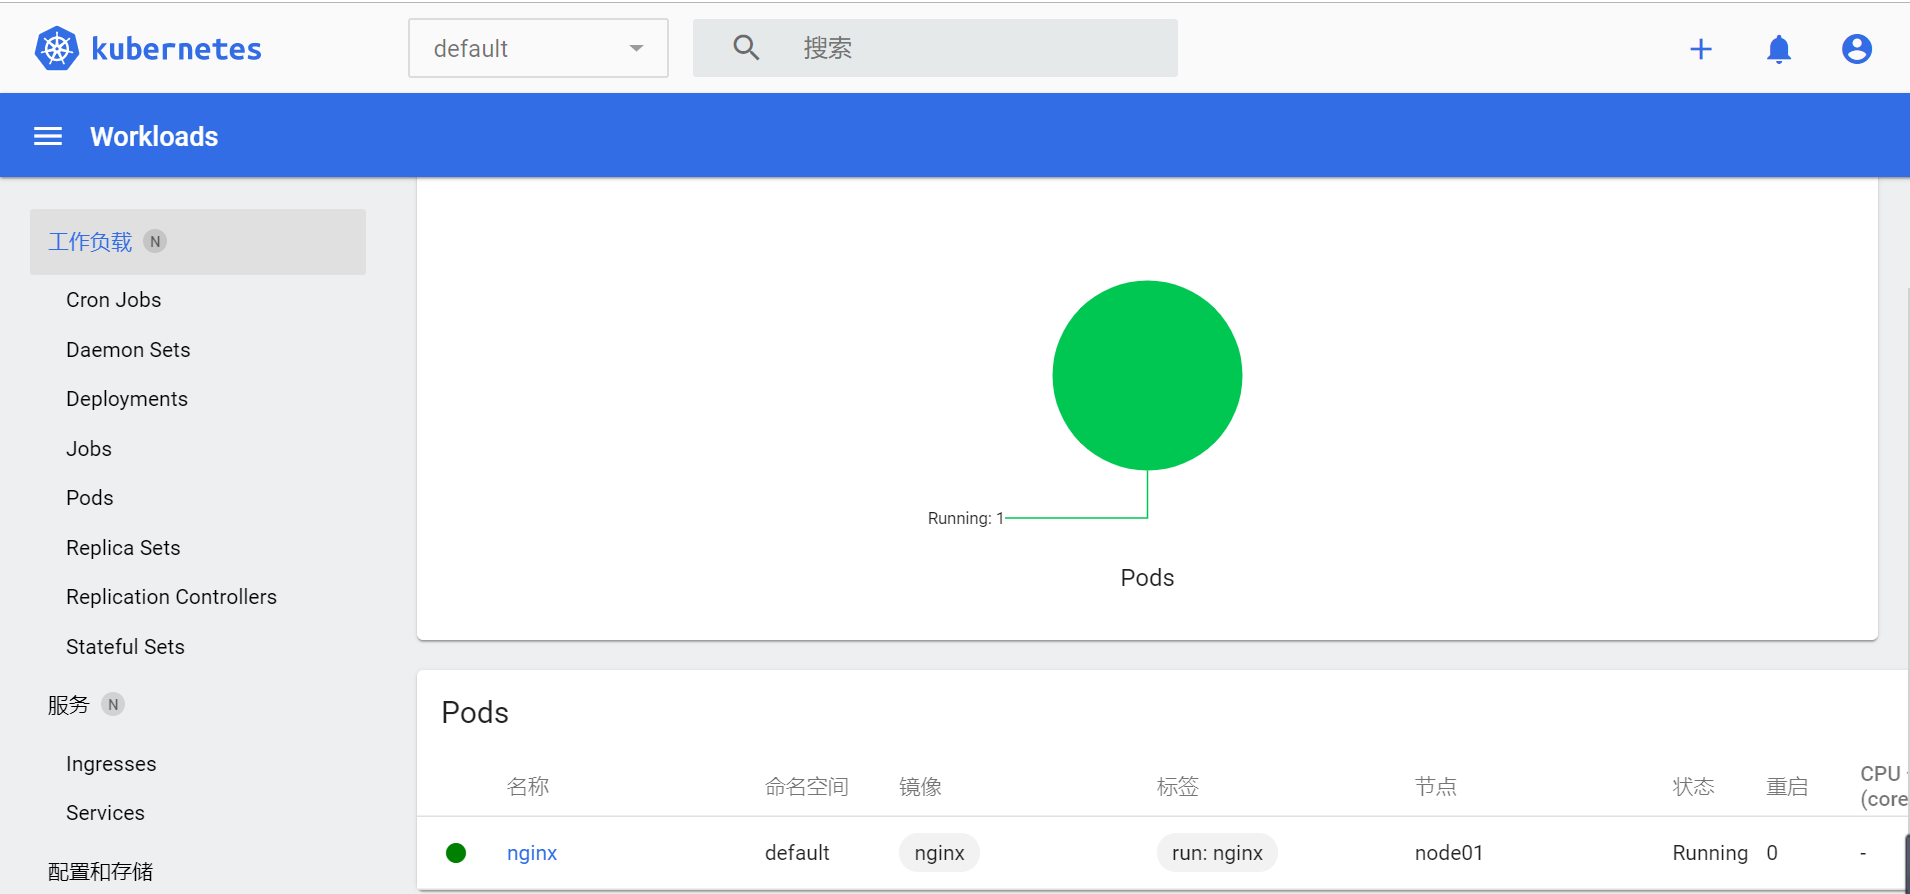 kubernetes
default
搜索
Workloads
工作负载 N
Cron Jobs
Daemon Sets
Deployments
Jobs
Pods
Replica Sets
Replication Controllers
Stateful Sets
服务 N
Ingresses
Services
配置和存储
Running: 1
Pods
Pods
名称 命名空间 镜像 标签 节点 状态 重启 CPU
(core
nginx default nginx run: nginx node01 Running 0 -